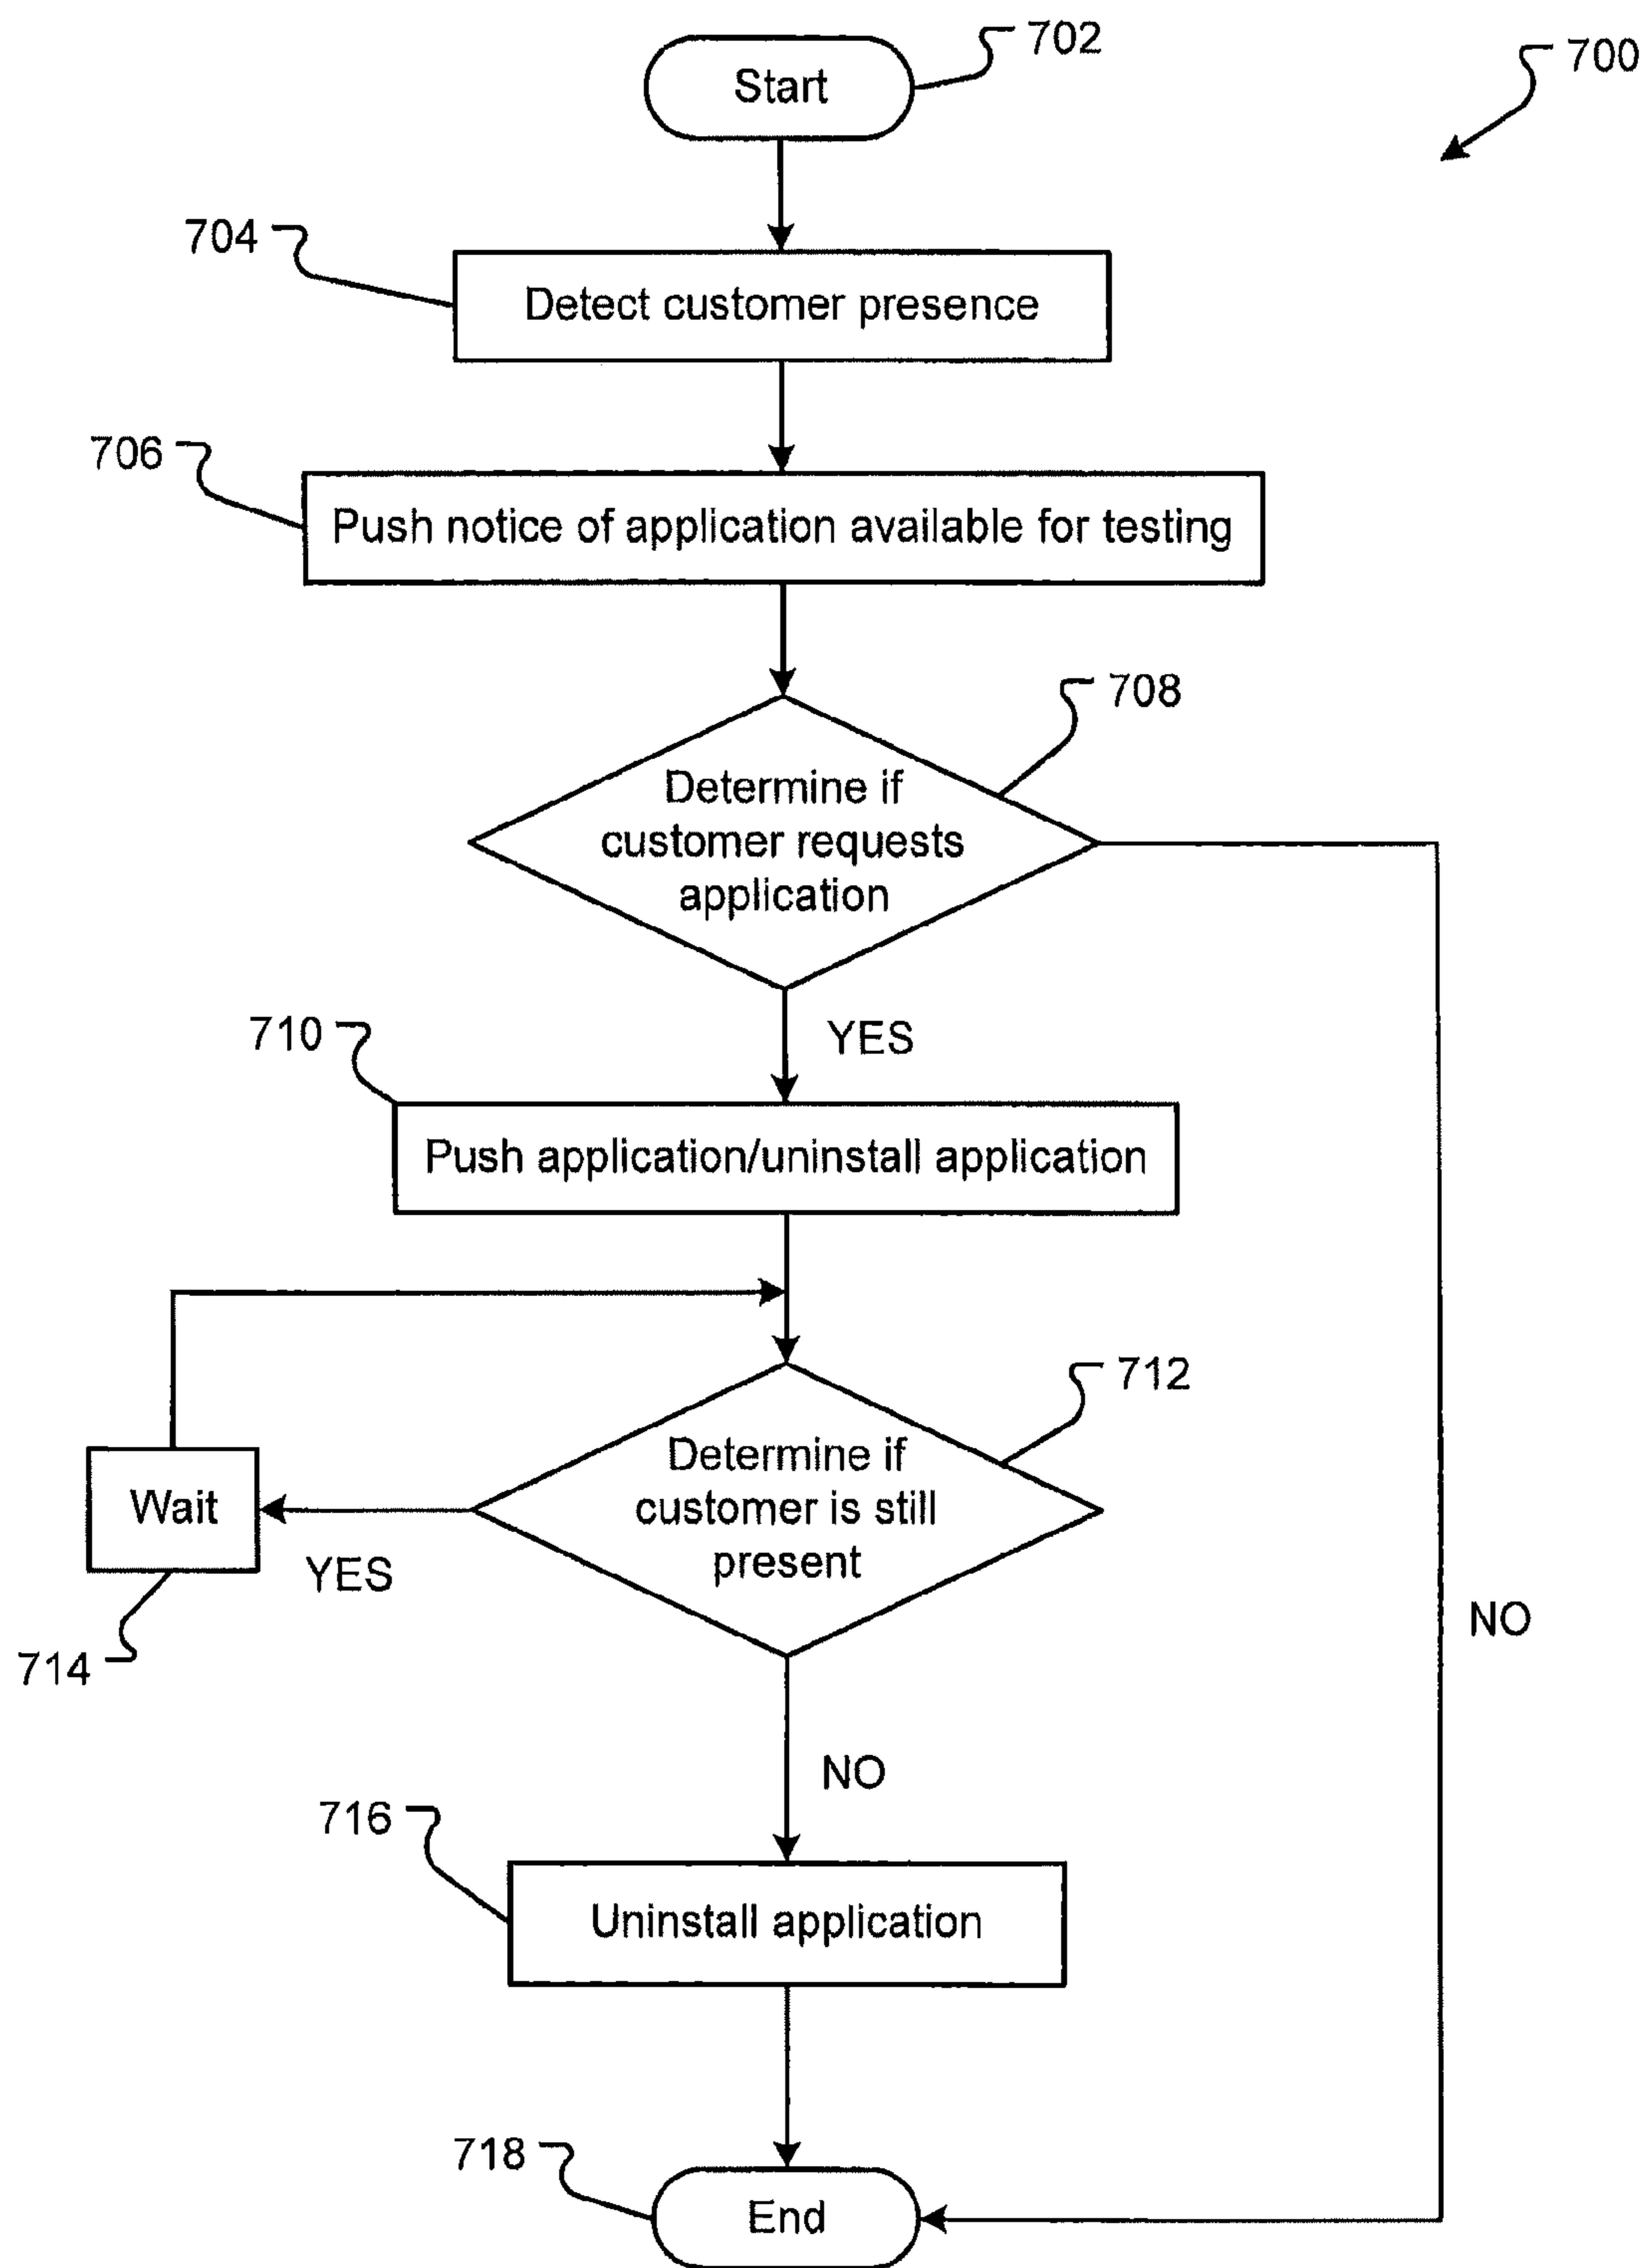 702
700
Start
704
Detect customer presence
706
Push notice of application available for testing
708
Determine if
customer requests
application
710
YES
Push application/uninstall application
712
Determine if
customer is still
present
Wait
YES
714
NO
NO
716
Uninstall application
718
End